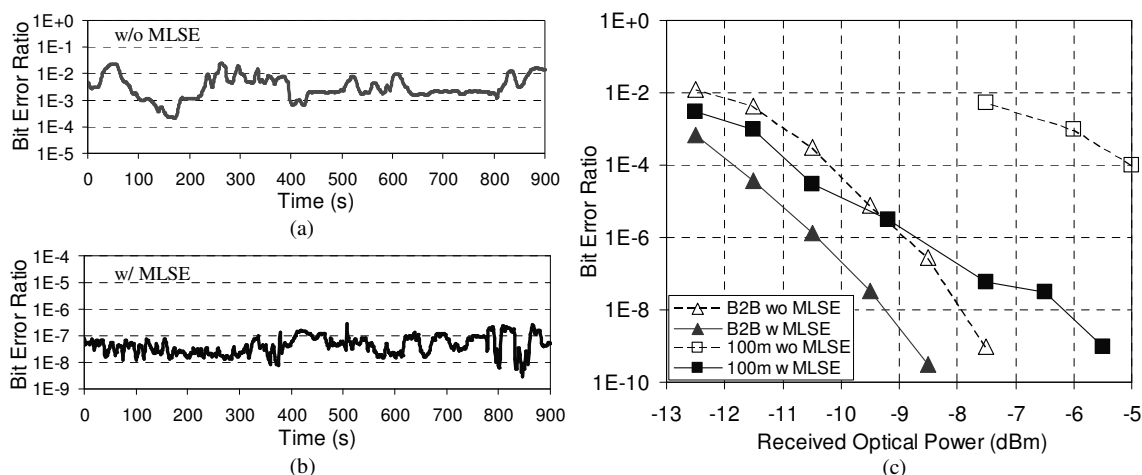 (a)
1E+0
1E-1
1E-2
1E-3
1E-4
1E-5
Bit Error Ratio
w/o MLSE
0 100 200 300 400 500 600 700 800 900
Time (s)
(a)
1E-4
1E-5
1E-6
1E-7
1E-8
1E-9
Bit Error Ratio
w/ MLSE
0 100 200 300 400 500 600 700 800 900
Time (s)
(b)
(c)
1E+0
1E-2
1E-4
1E-6
1E-8
1E-10
Bit Error Ratio
B2B wo MLSE
B2B w MLSE
100m wo MLSE
100m w MLSE
-13 -12 -11 -10 -9 -8 -7 -6 -5
Received Optical Power (dBm)
(c)